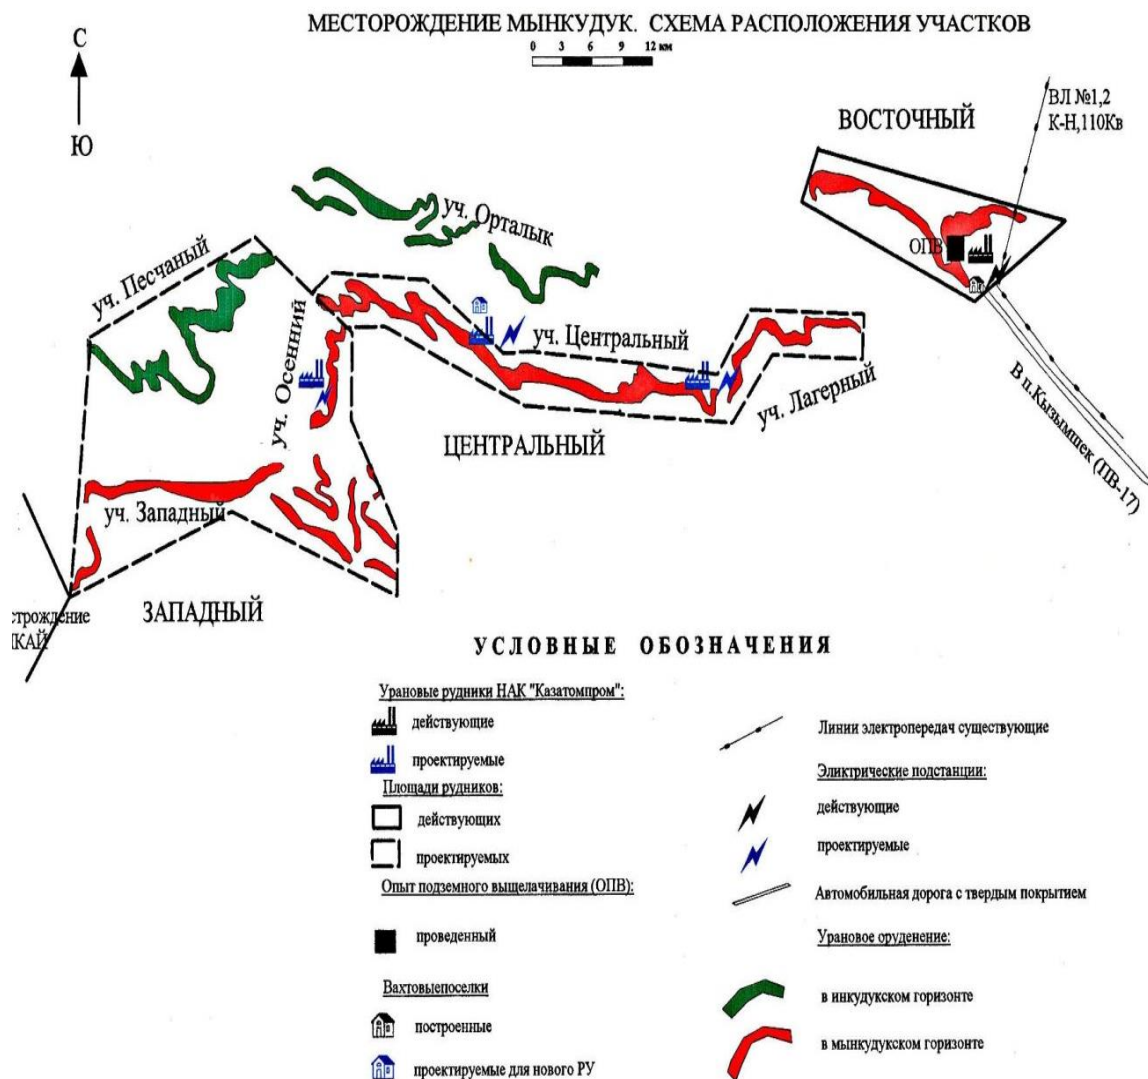 МЕСТОРОЖДЕНИЕ МЫНКУДУК. СХЕМА РАСПОЛОЖЕНИЯ УЧАСТКОВ
0 3 6 9 12 км
С
Ю
ВЛ №1,2
К-Н,110Кв
ВОСТОЧНЫЙ
ОПВ
В п.Кызымшек (ПВ-17)
уч. Орталык
уч. Песчаный
уч. Осенний
уч. Центральный
уч. Лагерный
ЦЕНТРАЛЬНЫЙ
уч. Западный
ЗАПАДНЫЙ
строждение
КАЙ
УСЛОВНЫЕ ОБОЗНАЧЕНИЯ
Урановые рудники НАК "Казатомпром":
действующие
проектируемые
Площади рудников:
действующих
проектируемых
Опыт подземного выщелачивания (ОПВ):
проведенный
Вахтовыепоселки
построенные
проектируемые для нового РУ
Линии электропередач существующие
Эликтрические подстанции:
действующие
проектируемые
Автомобильная дорога с твердым покрытием
Урановое оруденение:
в инкудукском горизонте
в мынкудукском горизонте